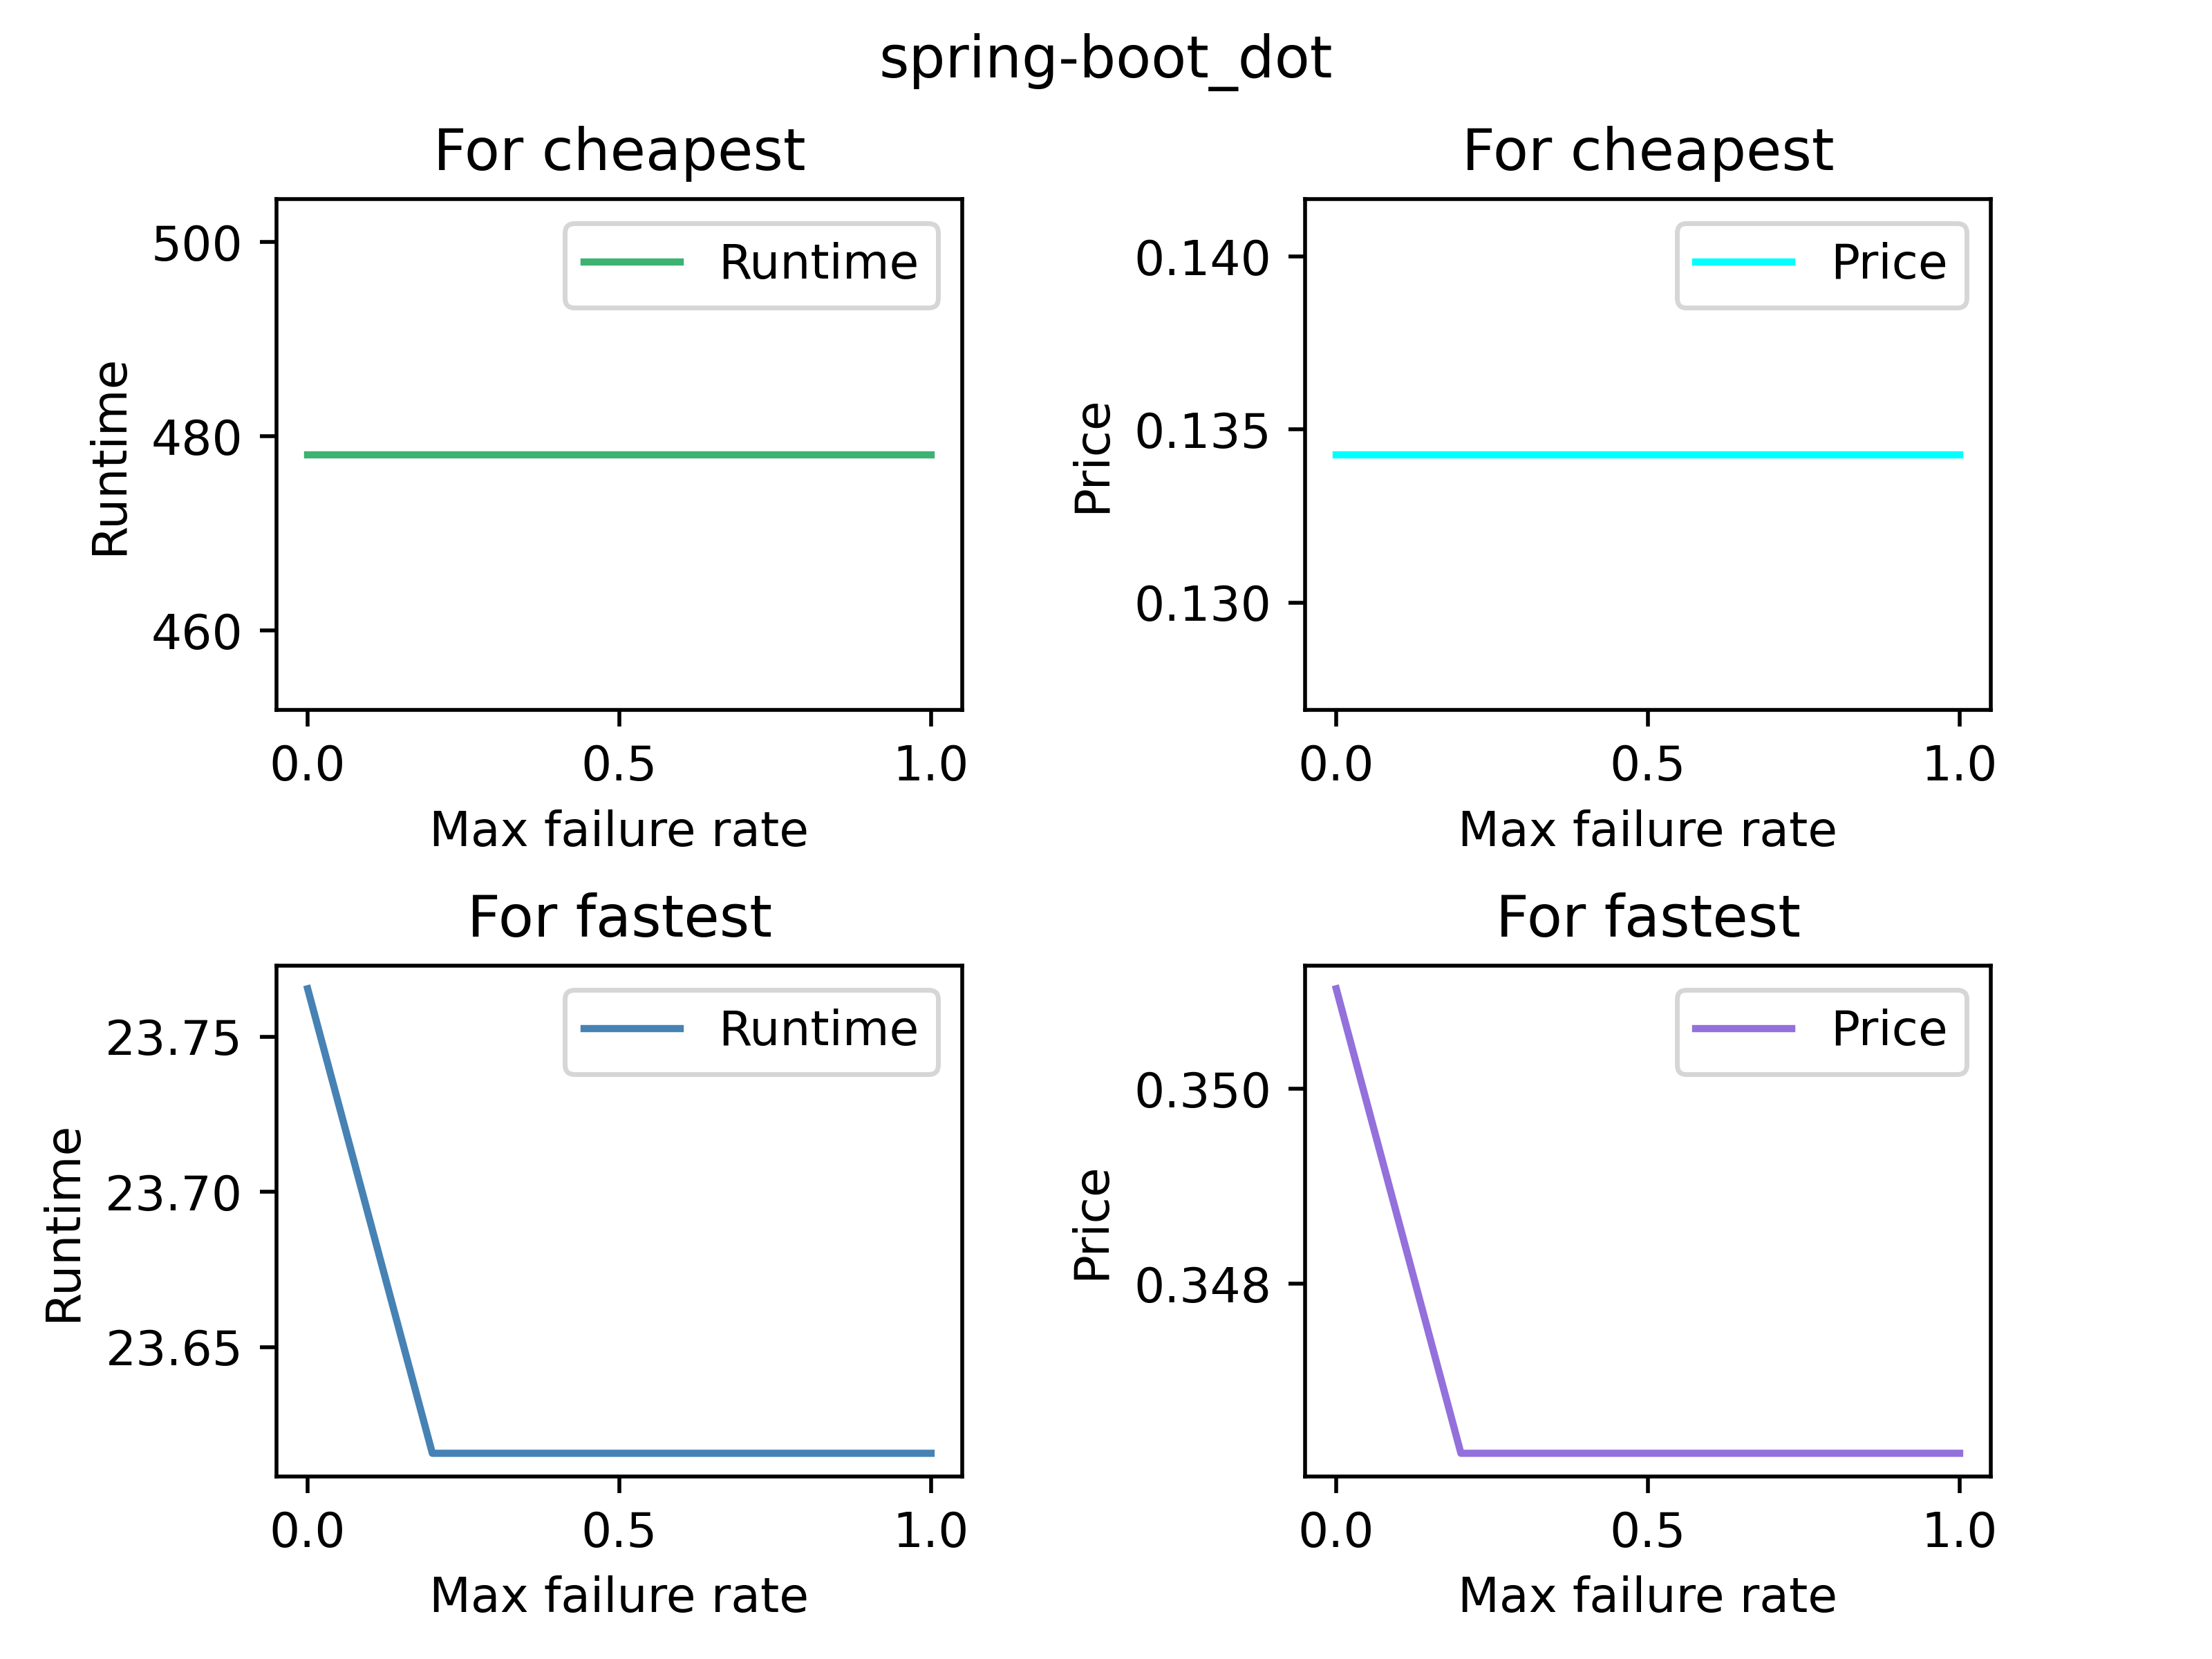 spring-boot_dot
For cheapest
Runtime
500
480
460
Runtime
0.0 0.5 1.0
Max failure rate
For cheapest
Price
0.140
0.135
0.130
Price
0.0 0.5 1.0
Max failure rate
For fastest
Runtime
23.75
23.70
23.65
Runtime
0.0 0.5 1.0
Max failure rate
For fastest
Price
0.350
0.348
Price
0.0 0.5 1.0
Max failure rate